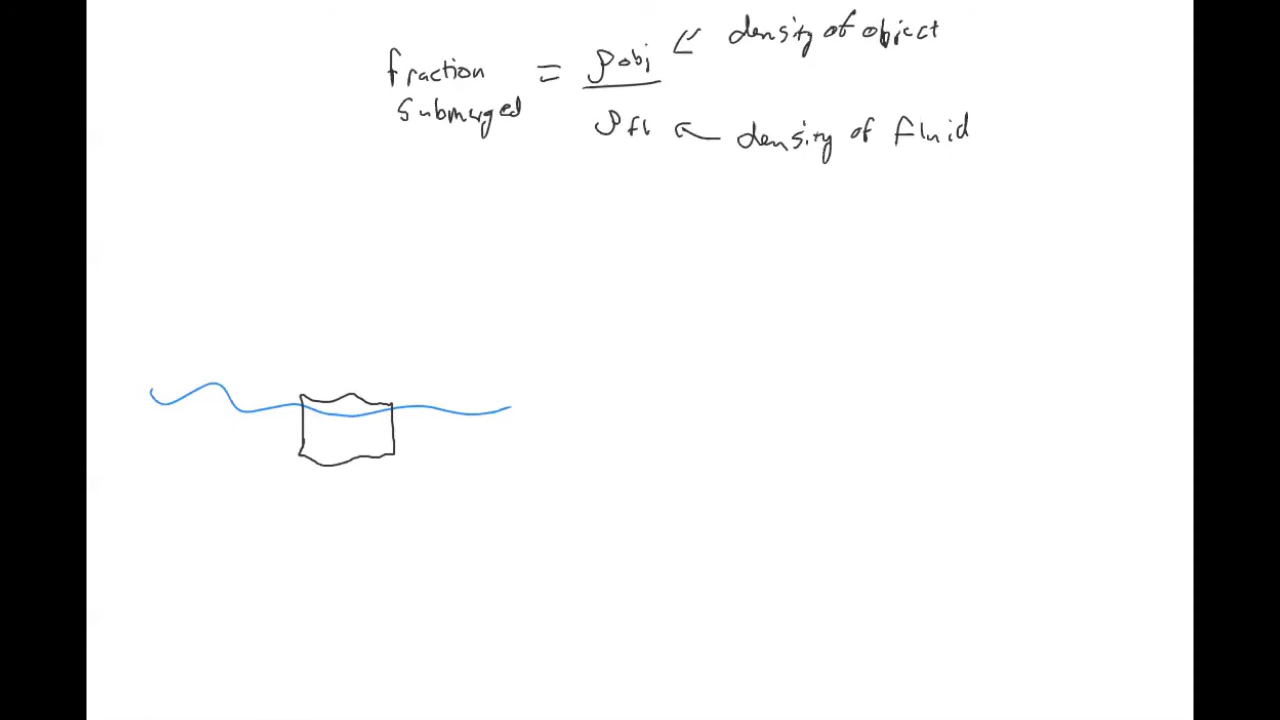 fraction submerged = ρobj ← density of object
ρfl ← density of fluid